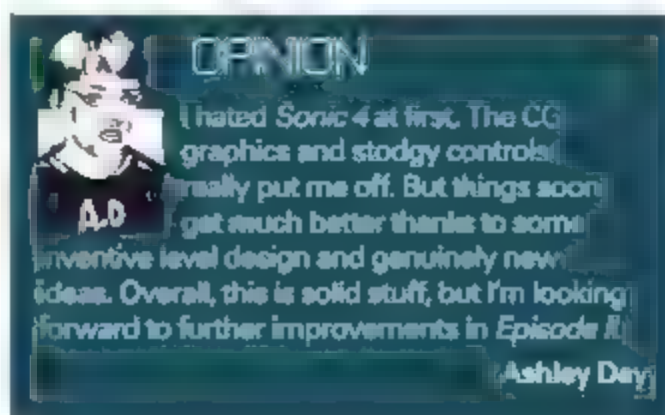 OPINION
I hated Sonic 4 at first. The CG
graphics and stodgy controls
really put me off. But things soon
get much better thanks to some
inventive level design and genuinely new
ideas. Overall, this is solid stuff, but I'm looking
forward to further improvements in Episode II.
Ashley Day
A.D